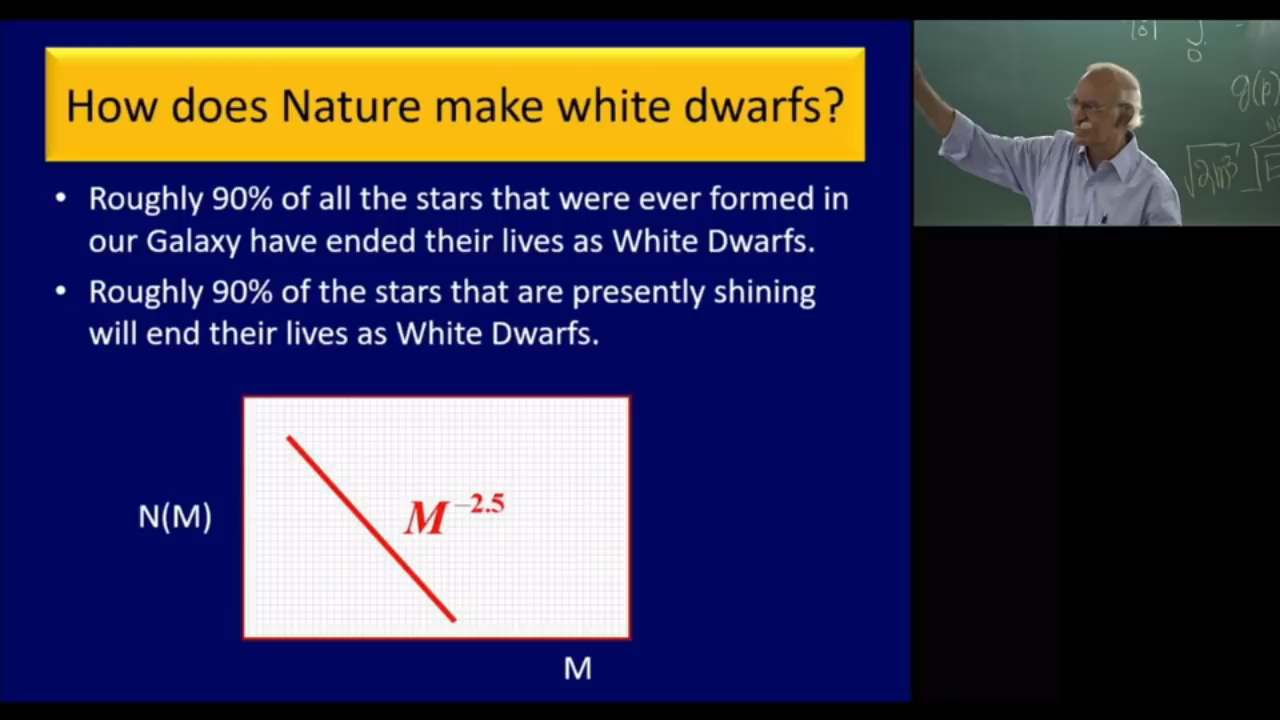 How does Nature make white dwarfs?
• Roughly 90% of all the stars that were ever formed in
our Galaxy have ended their lives as White Dwarfs.
• Roughly 90% of the stars that are presently shining
will end their lives as White Dwarfs.
N(M)
M⁻²·⁵
M
g(p)